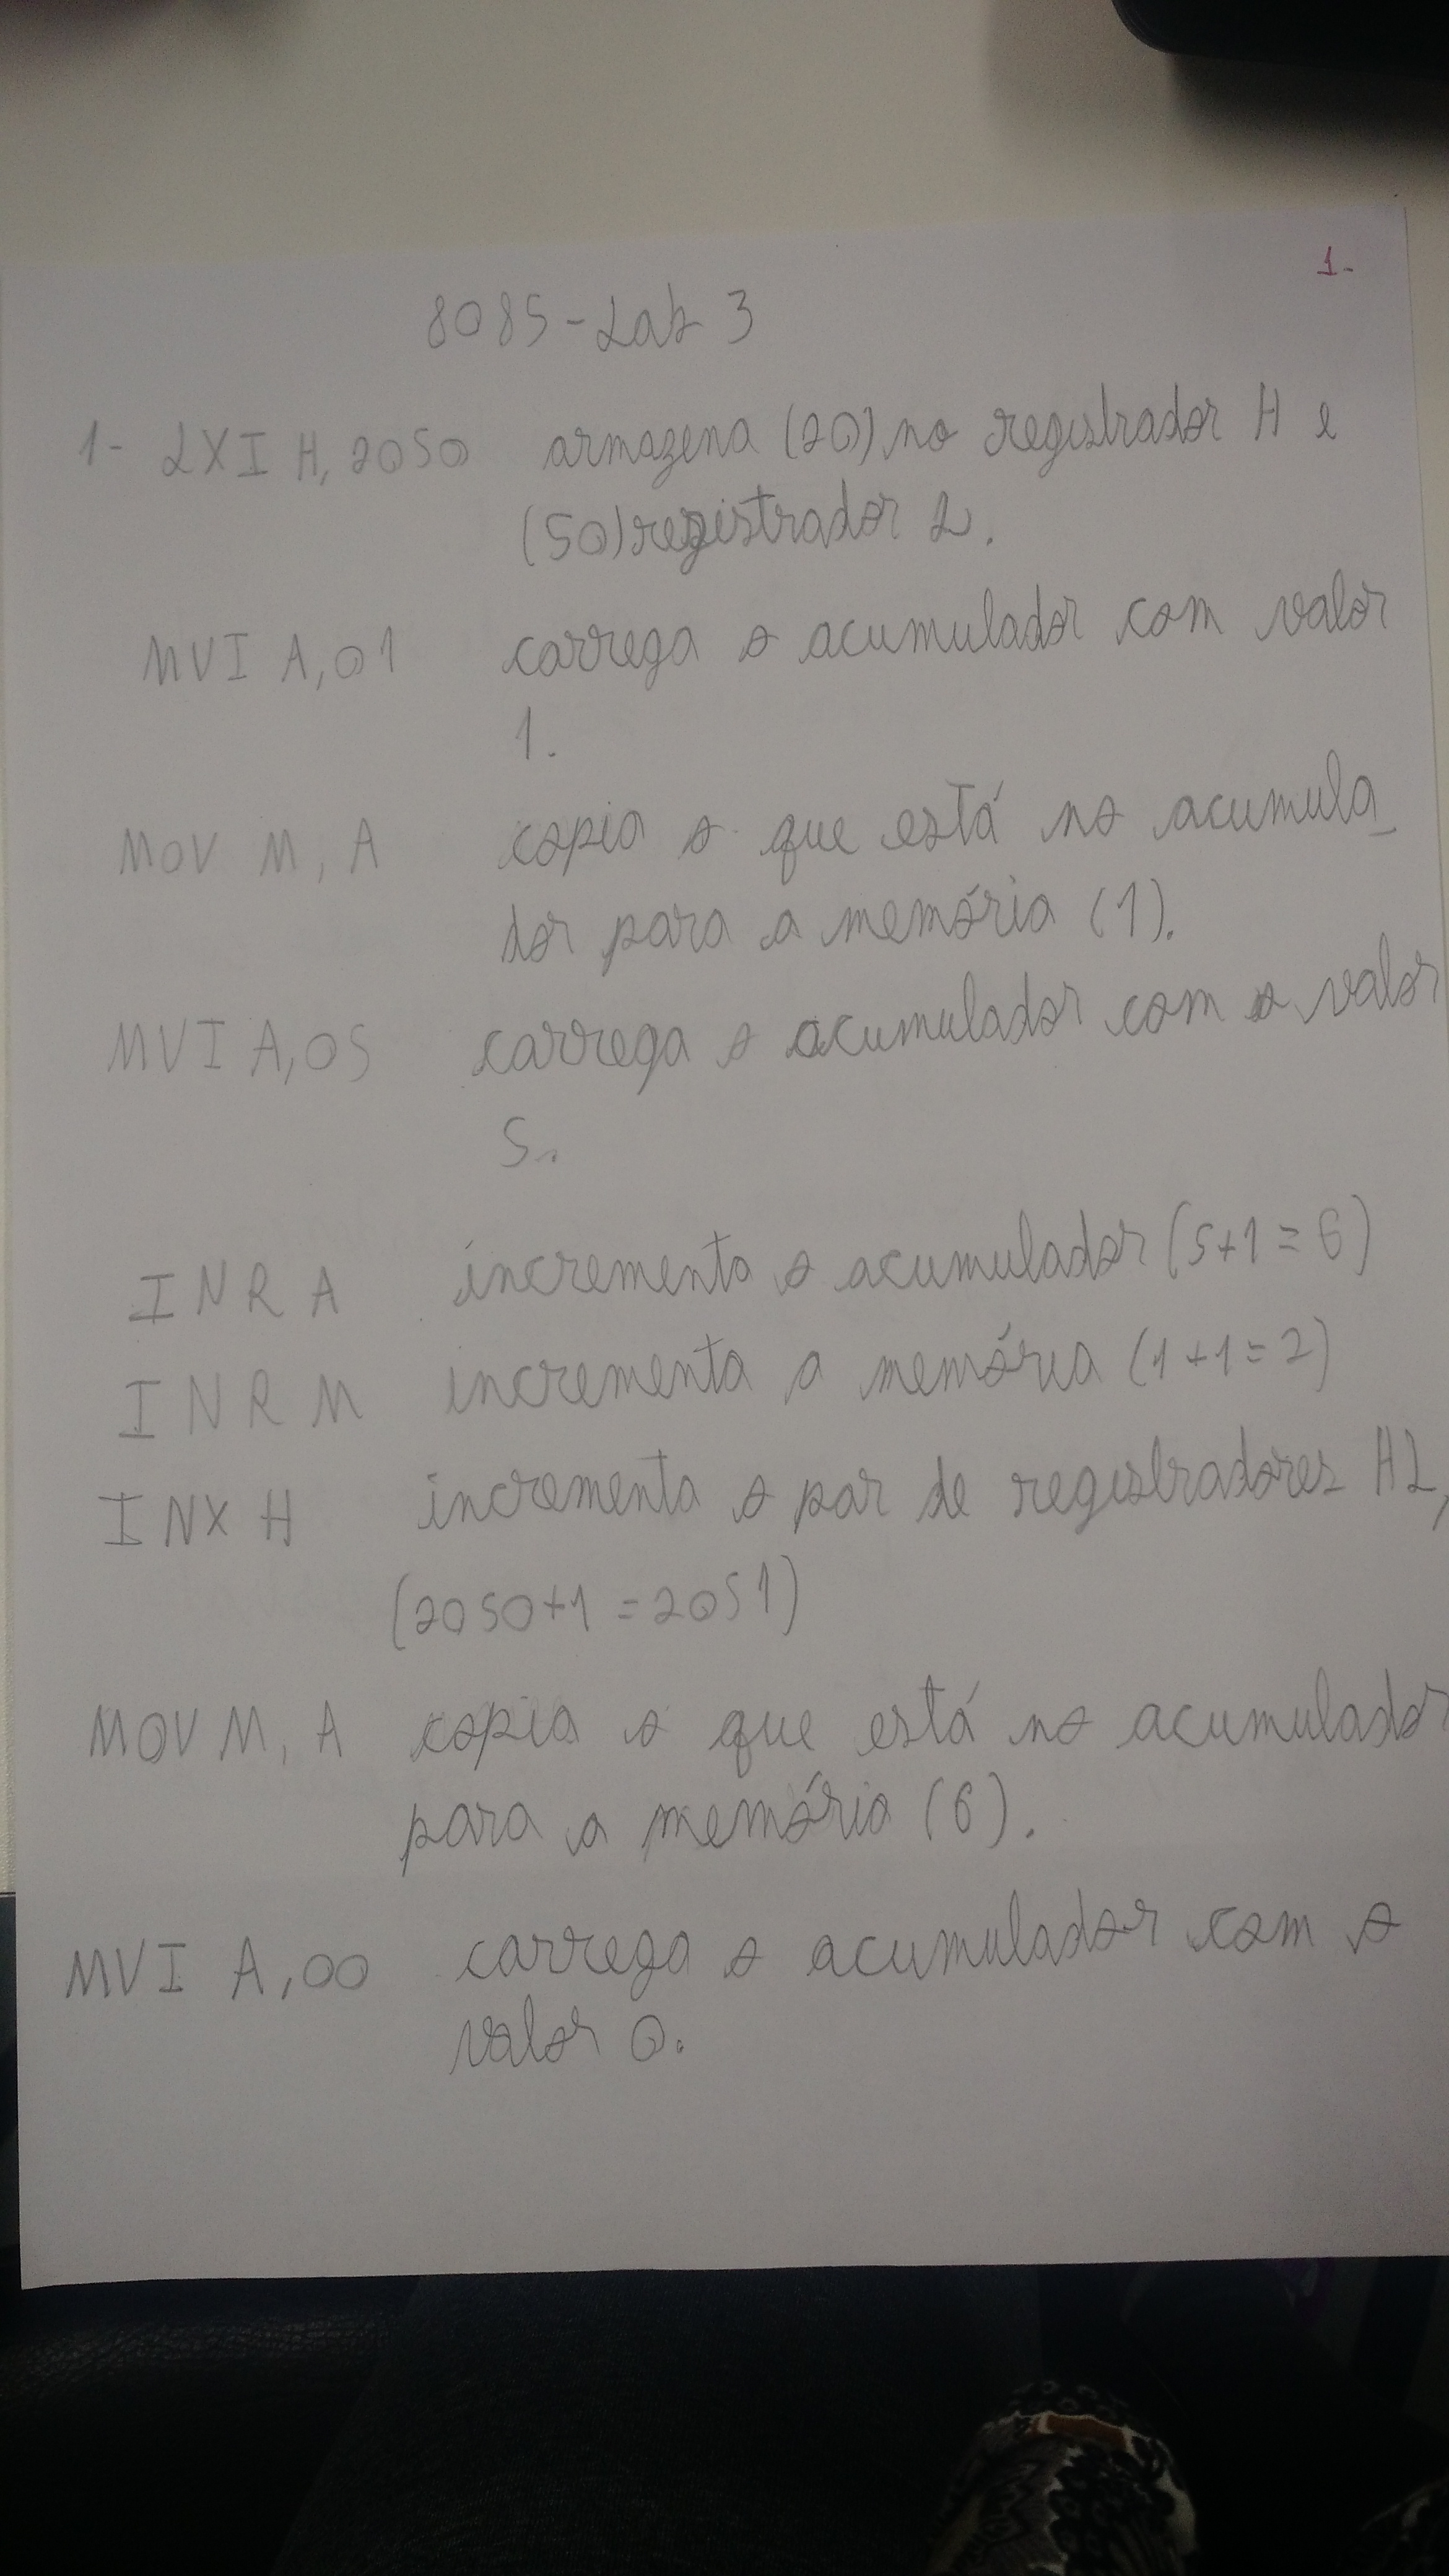 1-
8085-Lab 3
1- LXI H, 2050 armazena (20) no registrador H e
(50) registrador L.
MVI A, 01 carrega o acumulador com valor
1.
MOV M, A copia o que está no acumula_
dor para a memória (1).
MVI A, 05 carrega o acumulador com o valor
5.
INR A incrementa o acumulador (5+1=6)
INR M incrementa a memória (1+1=2)
INX H incrementa o par de registradores HL,
(2050+1=2051)
MOV M, A copia o que está no acumulador
para a memória (6).
MVI A, 00 carrega o acumulador com o
valor 0.